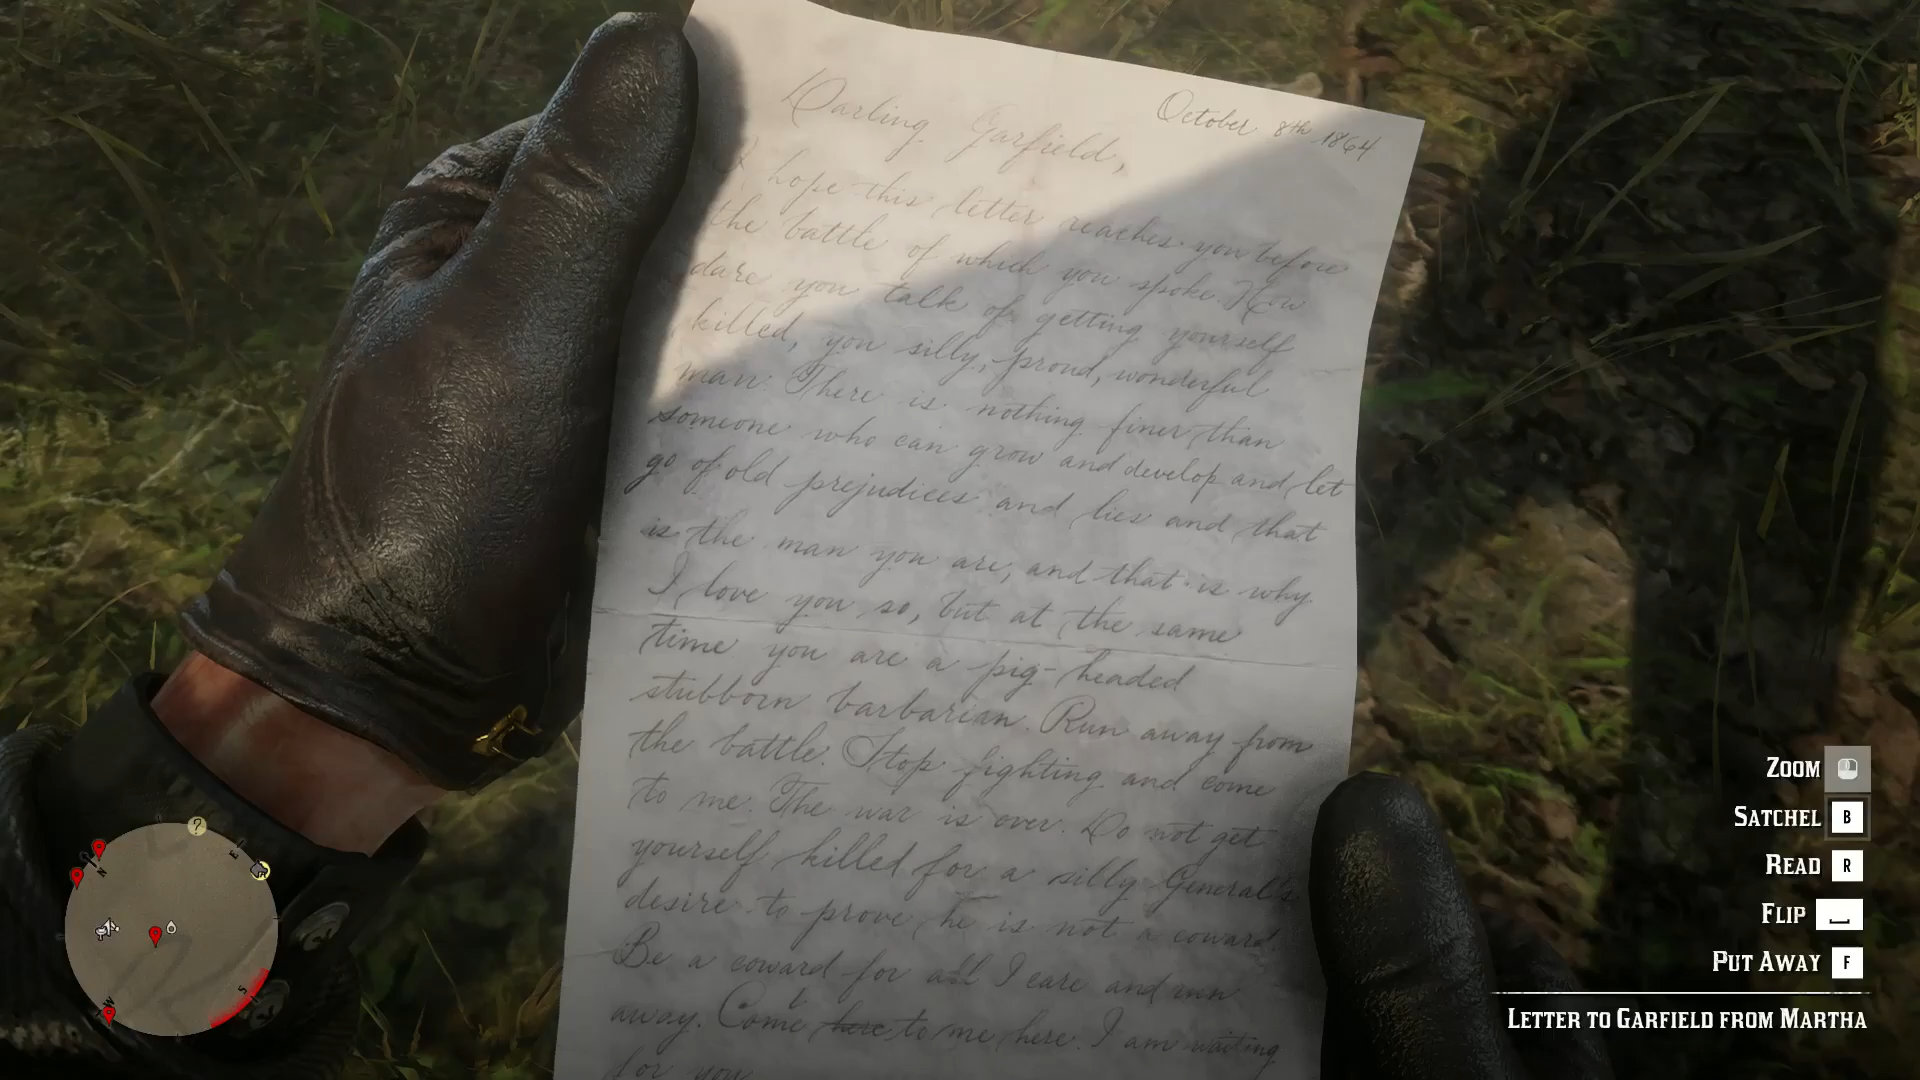 October 8th 1864
Darling Garfield,
I hope this letter reaches you before
the battle of which you spoke. How
dare you talk of getting yourself
killed, you silly, proud, wonderful
man. There is nothing finer than
someone who can grow and develop and let
go of old prejudices and lies and that
is the man you are, and that is why
I love you so, but at the same
time you are a pig-headed
stubborn barbarian. Run away from
the battle. Stop fighting and come
to me. The war is over. Do not get
yourself killed for a silly General's
desire to prove he is not a coward.
Be a coward for all I care and run
away. Come here to me here. I am waiting
for you
ZOOM
SATCHEL B
READ R
FLIP
PUT AWAY F
LETTER TO GARFIELD FROM MARTHA
?
N
E
S
W